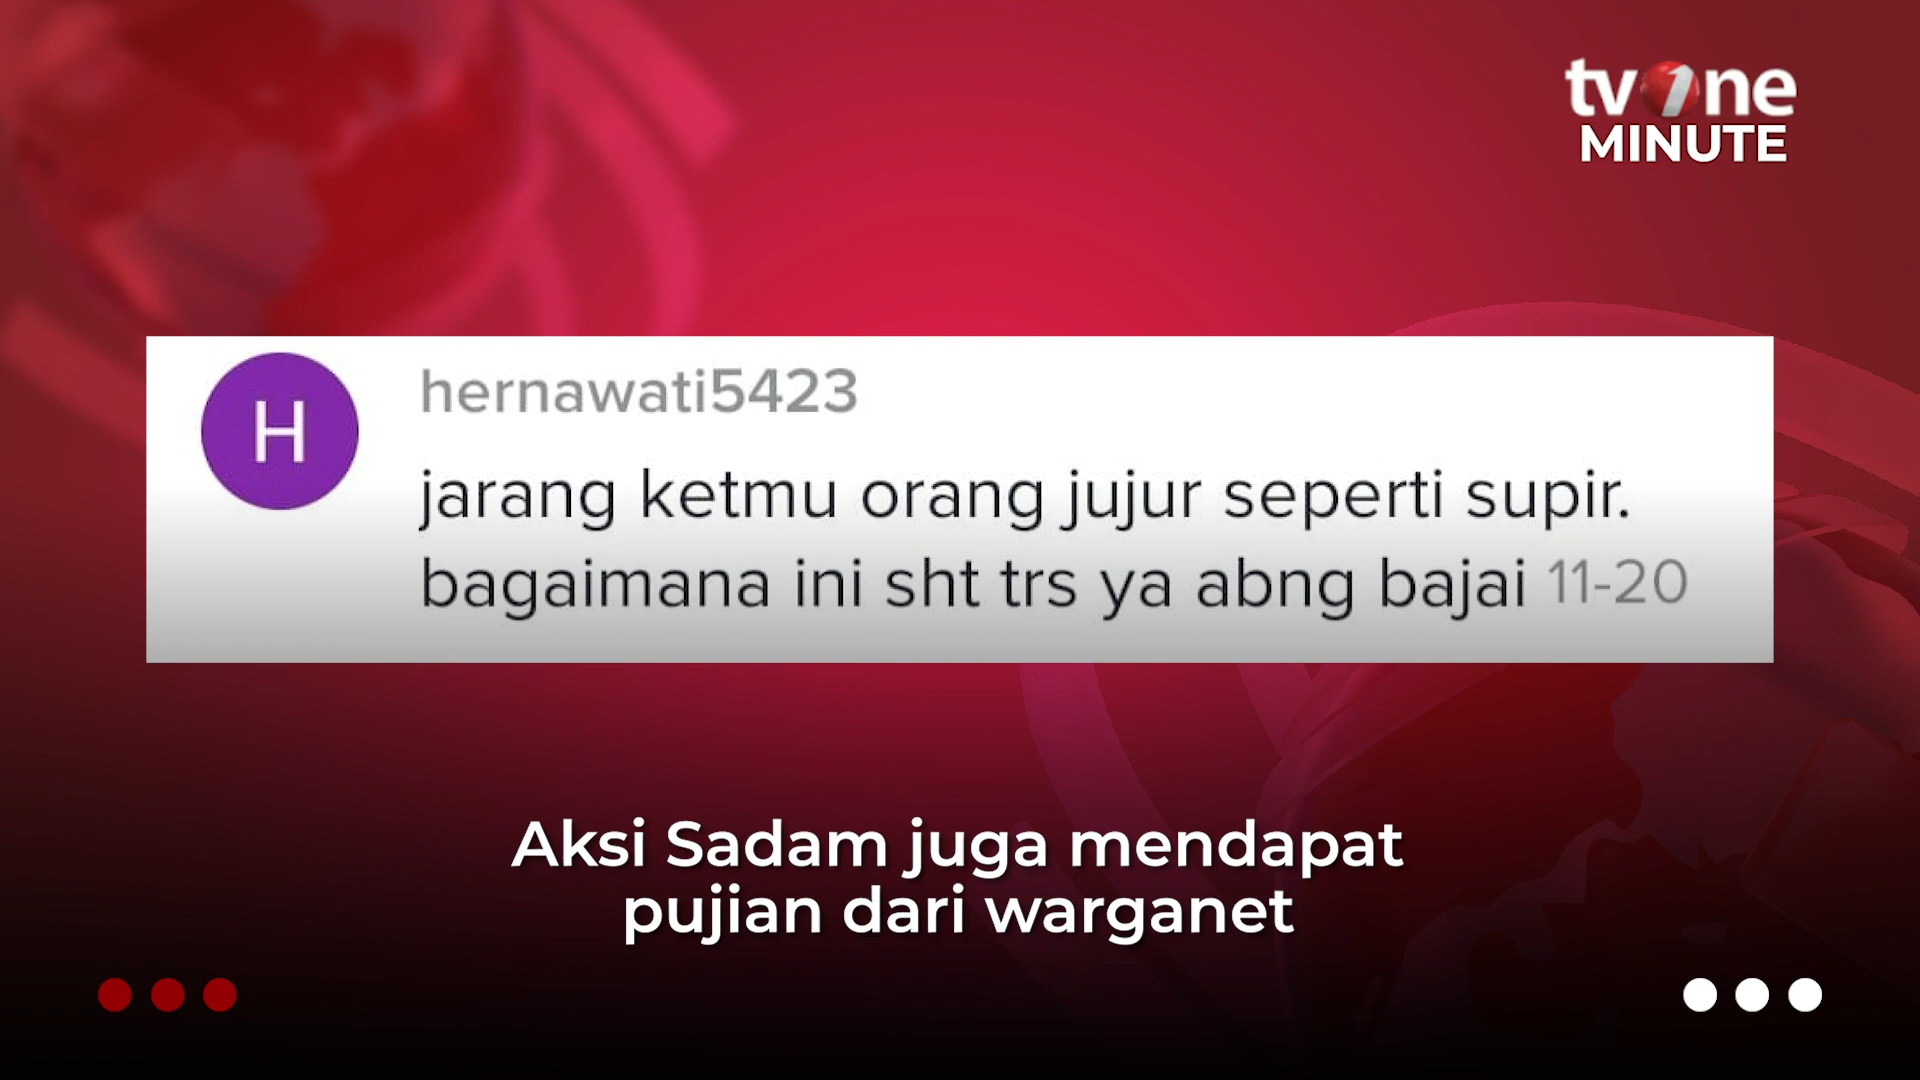 tvOne
MINUTE
H
hernawati5423
jarang ketmu orang jujur seperti supir.
bagaimana ini sht trs ya abng bajai 11-20
Aksi Sadam juga mendapat
pujian dari warganet